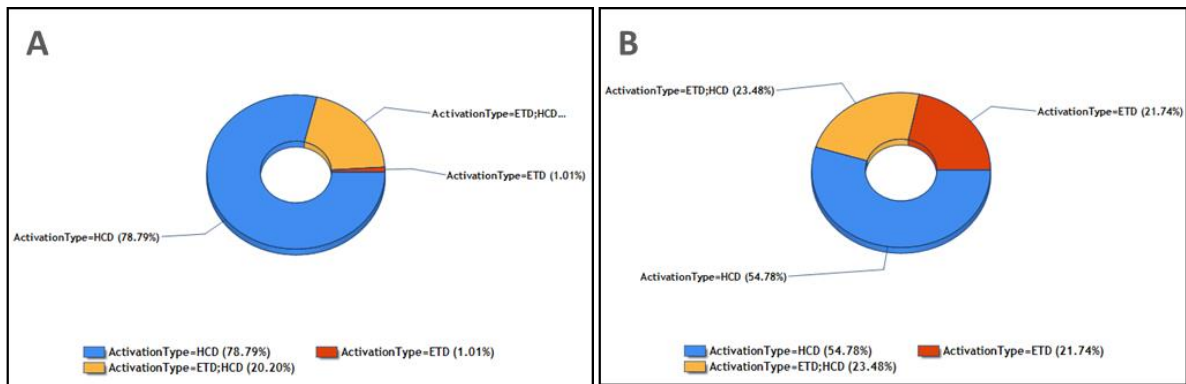 A
ActivationType=ETD;HCD...
ActivationType=ETD (1.01%)
ActivationType=HCD (78.79%)
ActivationType=HCD (78.79%)
ActivationType=ETD (1.01%)
ActivationType=ETD;HCD (20.20%)
B
ActivationType=ETD;HCD (23.48%)
ActivationType=ETD (21.74%)
ActivationType=HCD (54.78%)
ActivationType=HCD (54.78%)
ActivationType=ETD (21.74%)
ActivationType=ETD;HCD (23.48%)